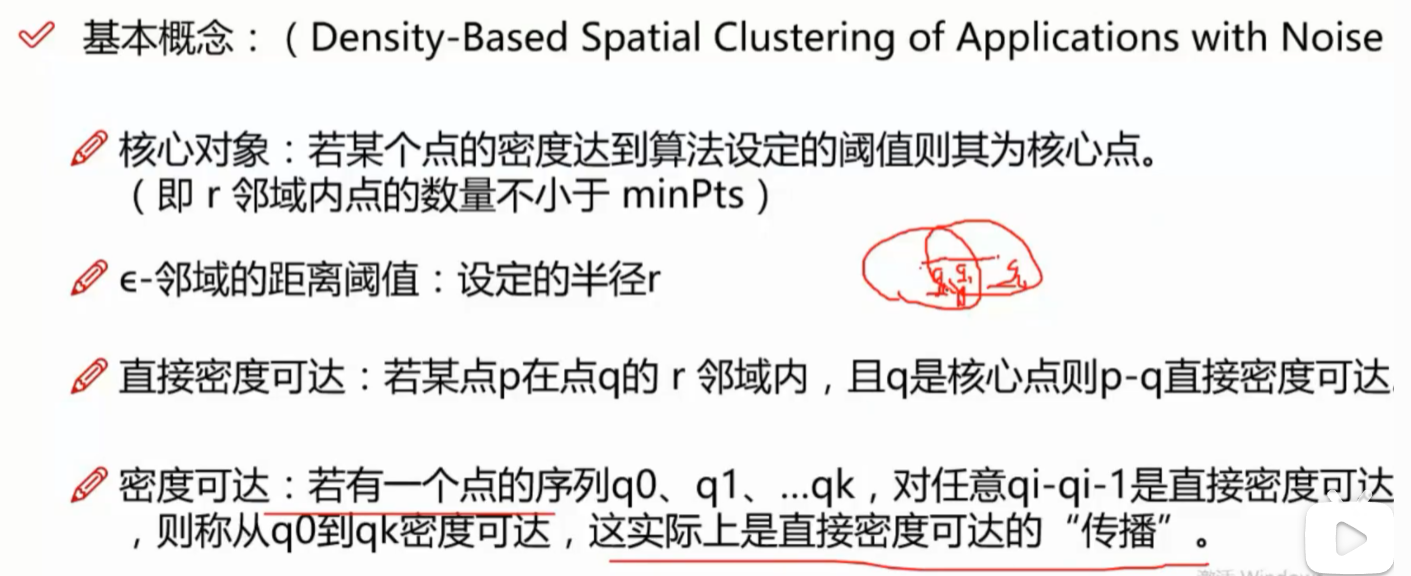 基本概念：（Density-Based Spatial Clustering of Applications with Noise
核心对象：若某个点的密度达到算法设定的阈值则其为核心点。
（即 r 邻域内点的数量不小于 minPts）
ϵ-邻域的距离阈值：设定的半径r
直接密度可达：若某点p在点q的 r 邻域内，且q是核心点则p-q直接密度可达
密度可达：若有一个点的序列q0、q1、…qk，对任意qi-qi-1是直接密度可达
，则称从q0到qk密度可达，这实际上是直接密度可达的“传播”。